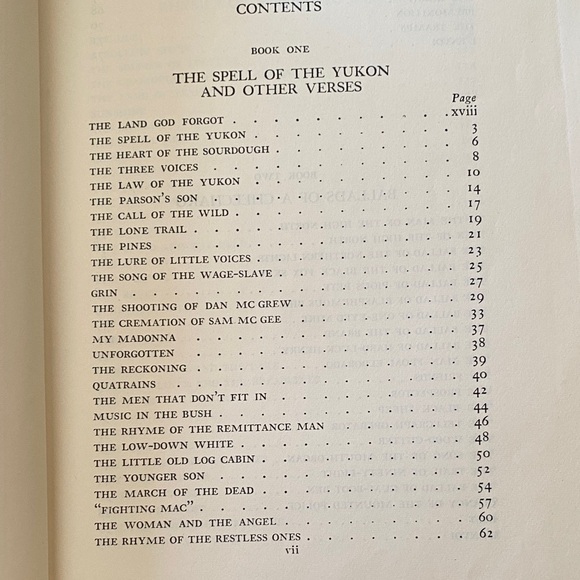 CONTENTS
BOOK ONE
THE SPELL OF THE YUKON
AND OTHER VERSES
Page
THE LAND GOD FORGOT . . . . . . . . . . . xviii
THE SPELL OF THE YUKON . . . . . . . . . . 3
THE HEART OF THE SOURDOUGH . . . . . . . . . 6
THE THREE VOICES . . . . . . . . . . . 8
THE LAW OF THE YUKON . . . . . . . . . . 10
THE PARSON'S SON . . . . . . . . . . . 14
THE CALL OF THE WILD . . . . . . . . . . 17
THE LONE TRAIL . . . . . . . . . . . 19
THE PINES . . . . . . . . . . . . 21
THE LURE OF LITTLE VOICES . . . . . . . . . 23
THE SONG OF THE WAGE-SLAVE . . . . . . . . . 25
GRIN . . . . . . . . . . . . . 27
THE SHOOTING OF DAN MC GREW . . . . . . . . 29
THE CREMATION OF SAM MC GEE . . . . . . . . 33
MY MADONNA . . . . . . . . . . . 37
UNFORGOTTEN . . . . . . . . . . . 38
THE RECKONING . . . . . . . . . . . 39
QUATRAINS . . . . . . . . . . . . 40
THE MEN THAT DON'T FIT IN . . . . . . . . . 42
MUSIC IN THE BUSH . . . . . . . . . . 44
THE RHYME OF THE REMITTANCE MAN . . . . . . . 46
THE LOW-DOWN WHITE . . . . . . . . . . 48
THE LITTLE OLD LOG CABIN . . . . . . . . . 50
THE YOUNGER SON . . . . . . . . . . . 52
THE MARCH OF THE DEAD . . . . . . . . . 54
"FIGHTING MAC" . . . . . . . . . . . 57
THE WOMAN AND THE ANGEL . . . . . . . . . 60
THE RHYME OF THE RESTLESS ONES . . . . . . . . 62
vii